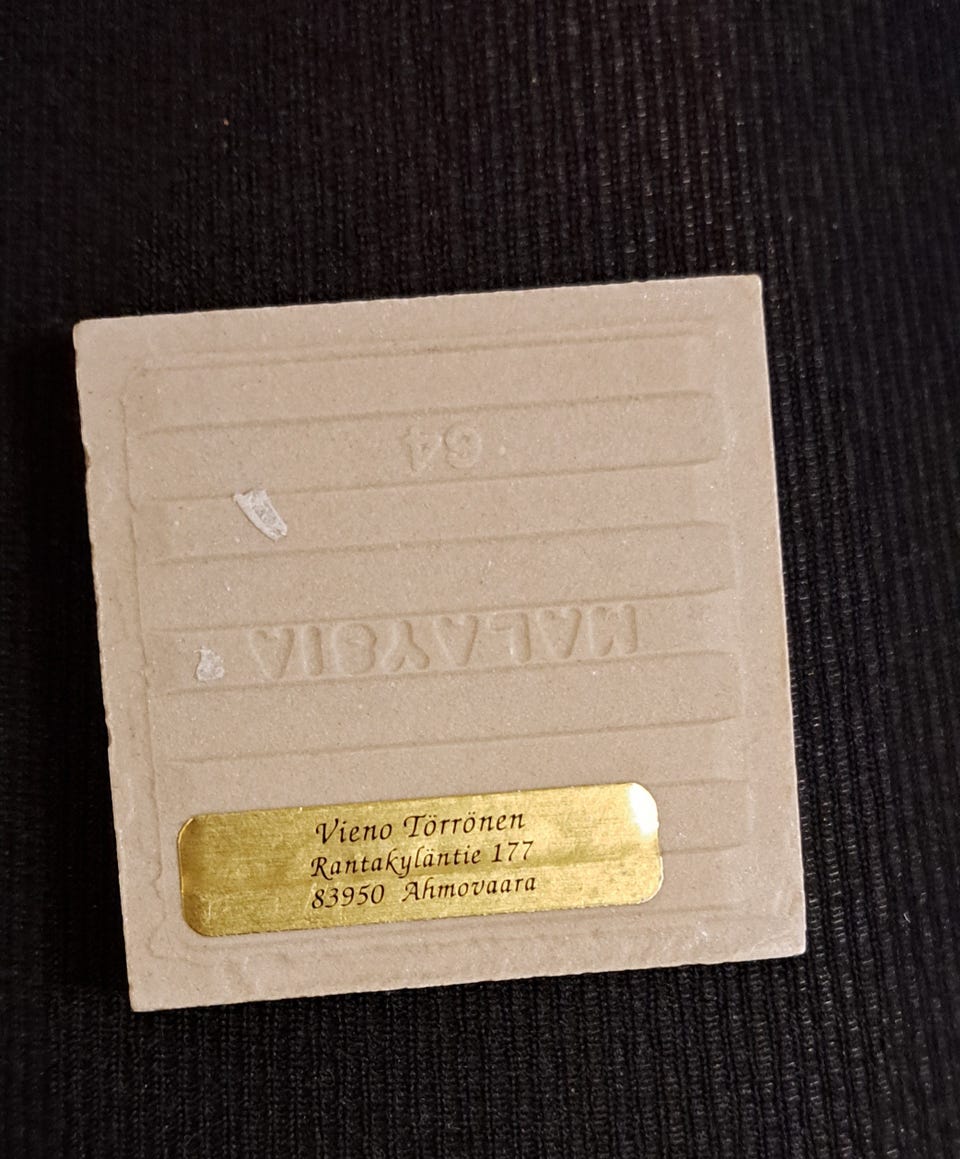 64
MALAYSIA
Vieno Törrönen
Rantakyläntie 177
83950 Ahmovaara